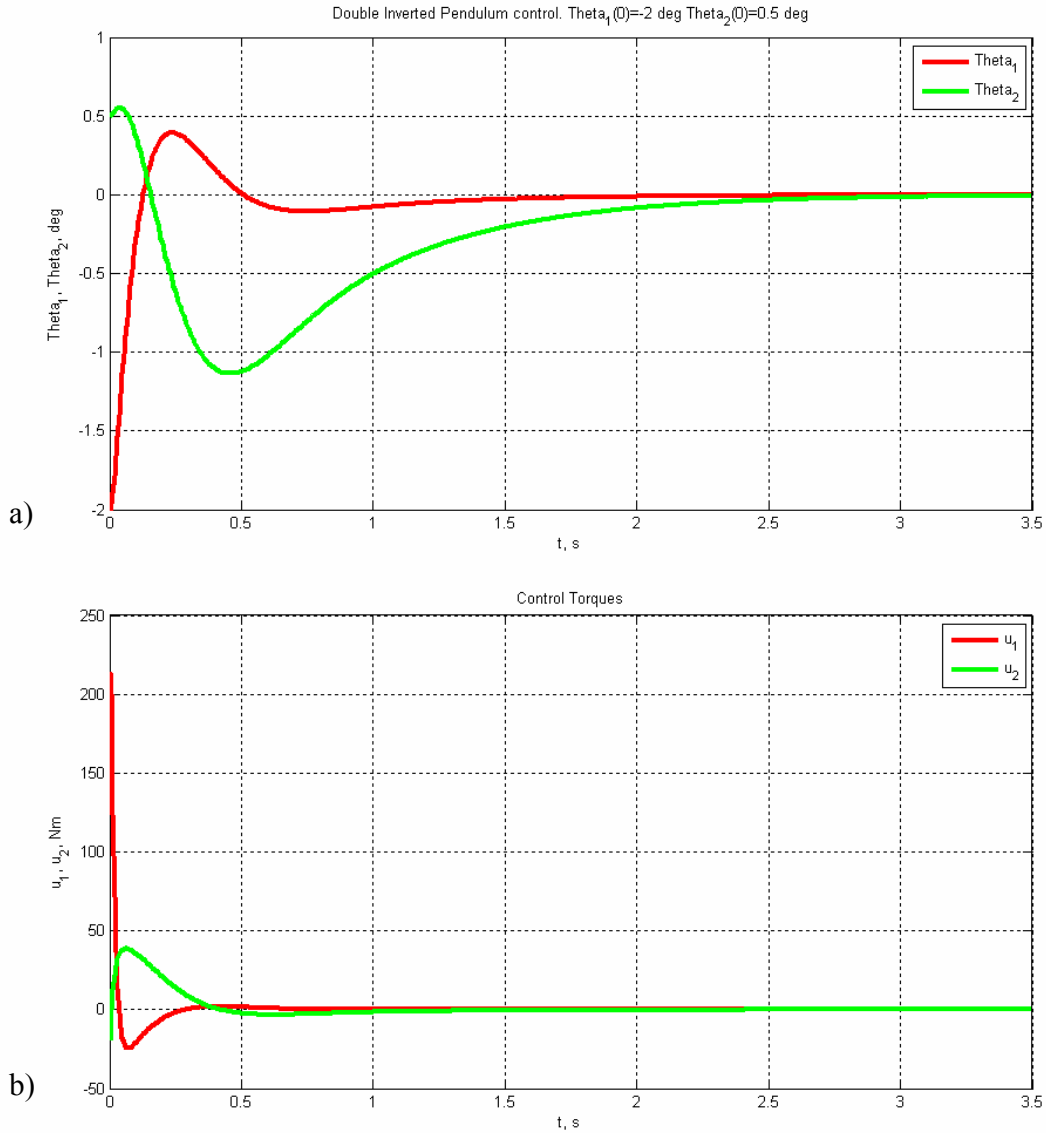 Double Inverted Pendulum control. Theta1(0)=-2 deg Theta2(0)=0.5 deg
1
0.5
0
-0.5
-1
-1.5
-2
Theta1, Theta2, deg
Theta1
Theta2
0 0.5 1 1.5 2 2.5 3 3.5
t, s
a)
Control Torques
250
200
150
100
50
0
-50
u1, u2, Nm
u1
u2
0 0.5 1 1.5 2 2.5 3 3.5
t, s
b)